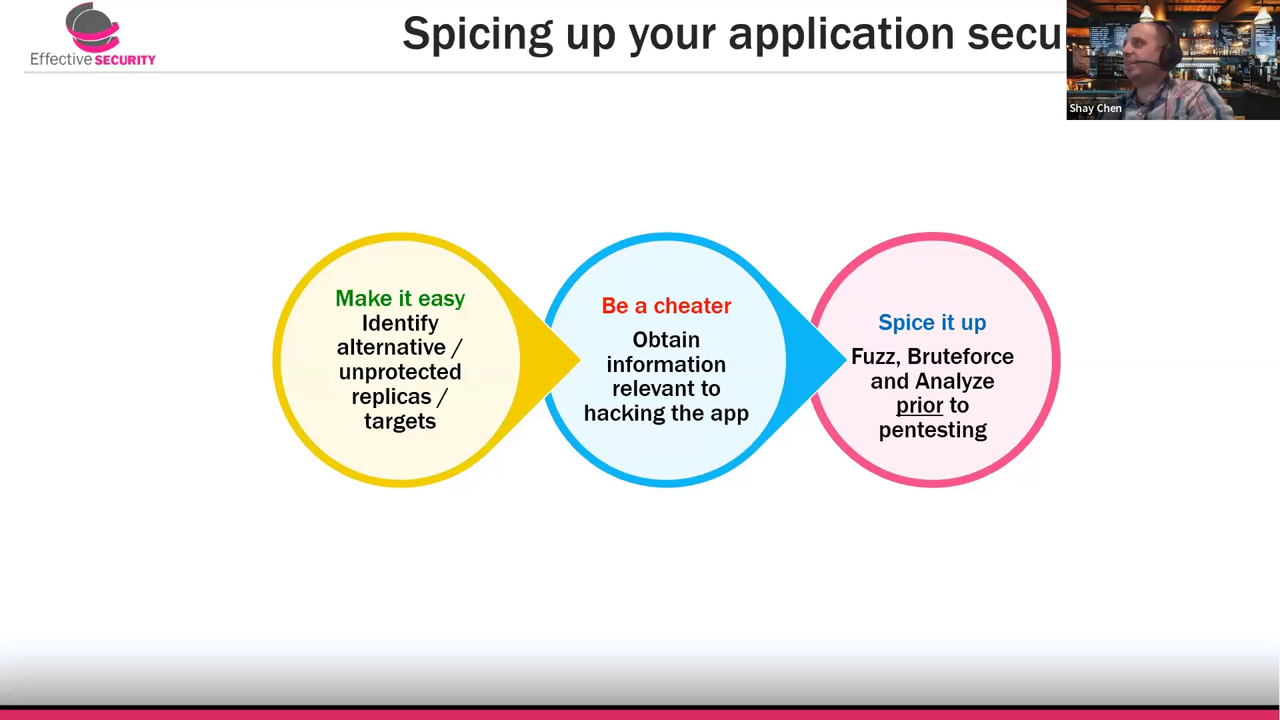 Effective SECURITY
Spicing up your application secu
Shay Chen
Make it easy
Identify
alternative /
unprotected
replicas /
targets
Be a cheater
Obtain
information
relevant to
hacking the app
Spice it up
Fuzz, Bruteforce
and Analyze
prior to
pentesting